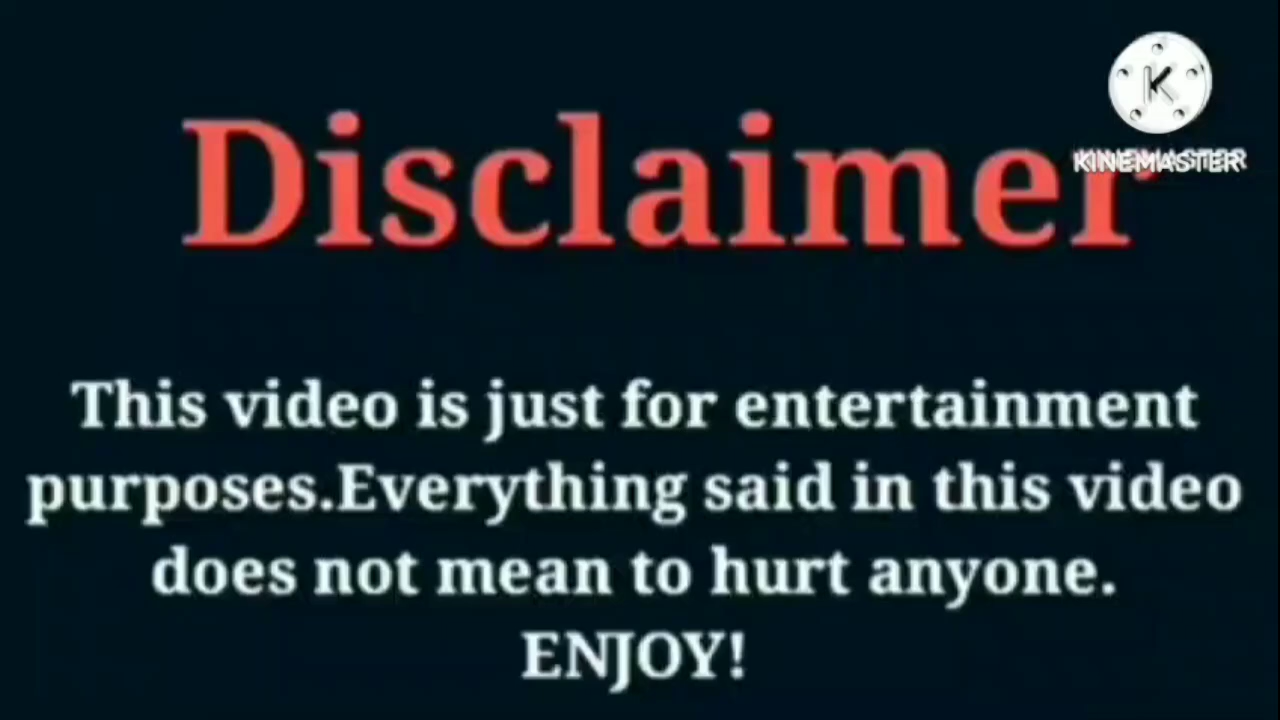 K
KINEMASTER
Disclaimer
This video is just for entertainment
purposes.Everything said in this video
does not mean to hurt anyone.
ENJOY!